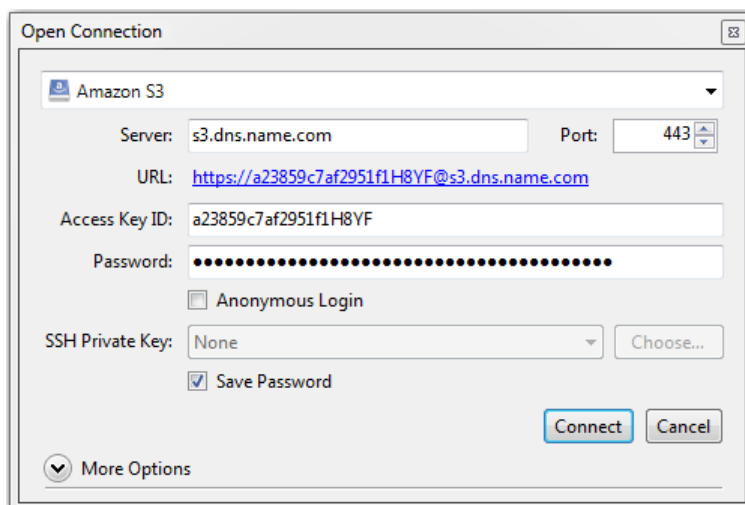 Open Connection
Amazon S3
Server: s3.dns.name.com Port: 443
URL: https://a23859c7af2951f1H8YF@s3.dns.name.com
Access Key ID: a23859c7af2951f1H8YF
Password: ●●●●●●●●●●●●●●●●●●●●●●●●●●●●●●●●●●●●●●●●
Anonymous Login
SSH Private Key: None Choose...
Save Password
Connect Cancel
More Options